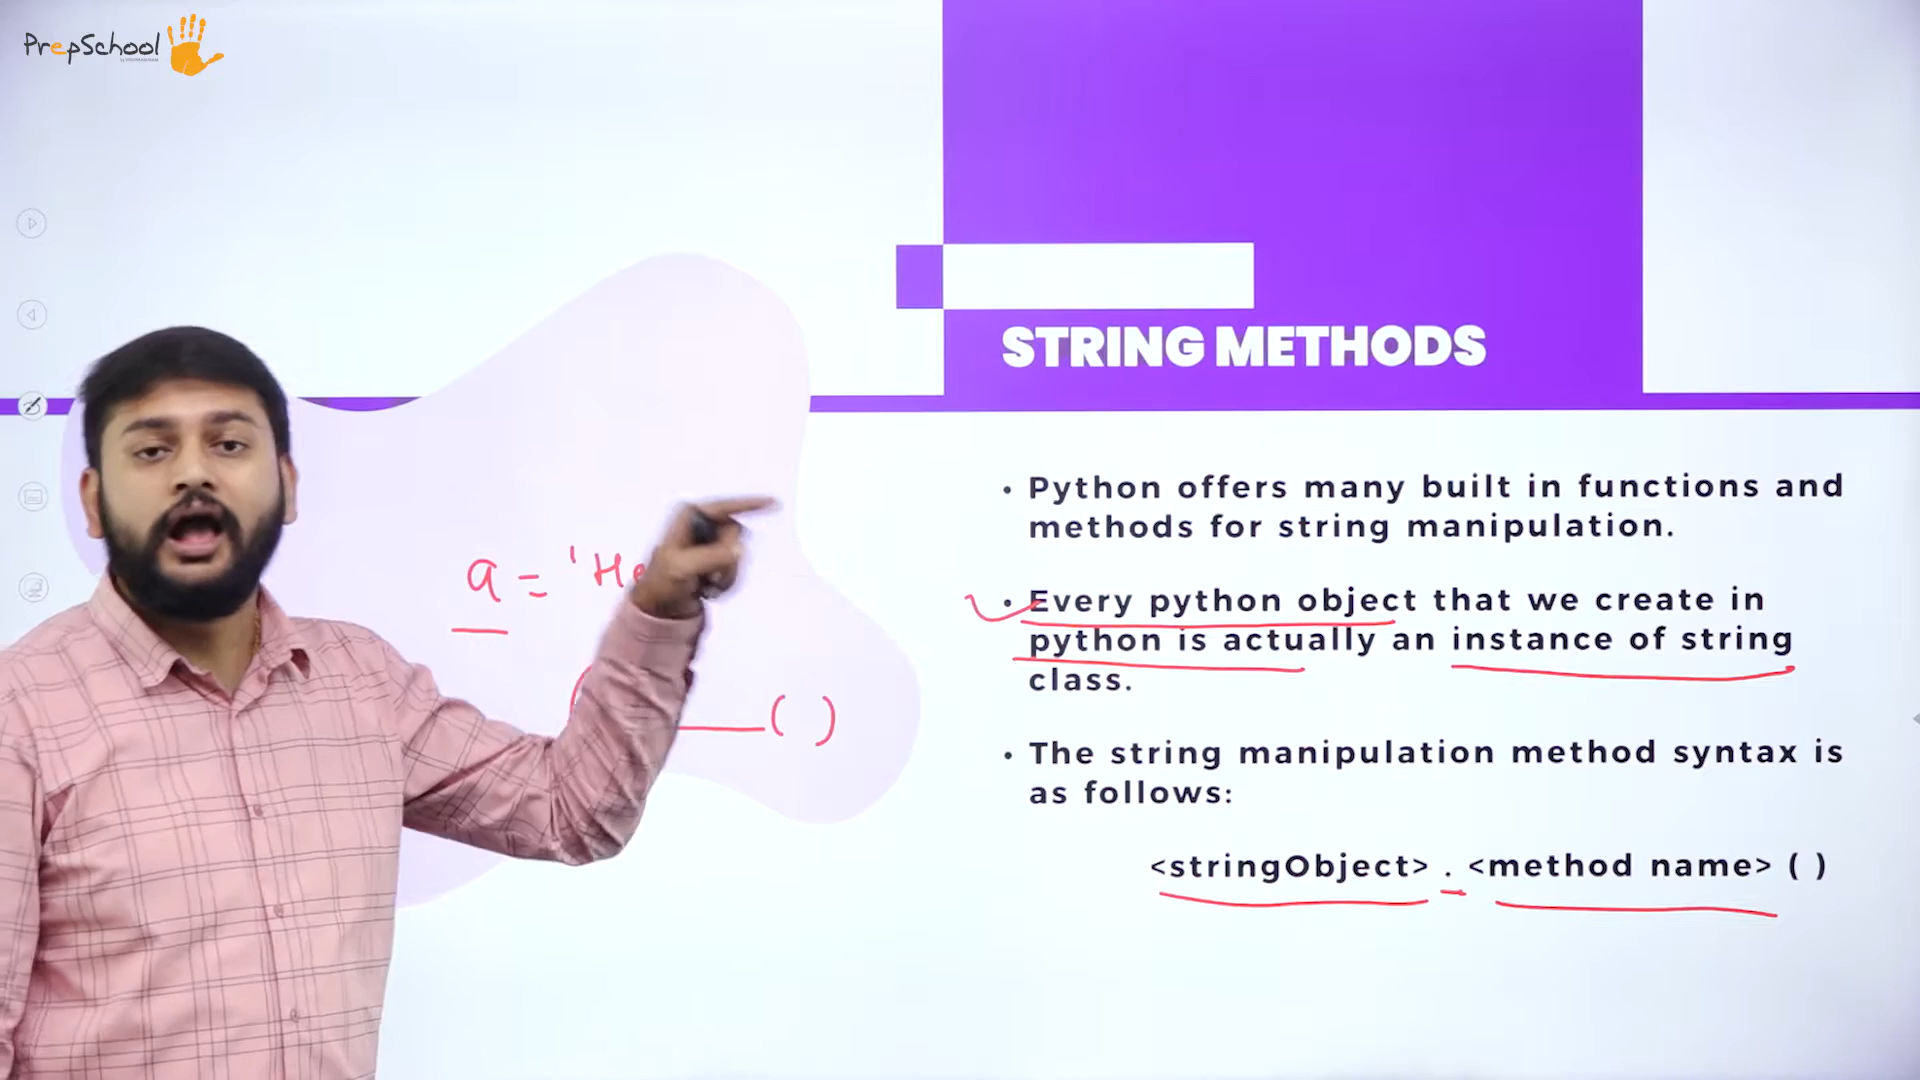 PrepSchool
STRING METHODS
• Python offers many built in functions and
methods for string manipulation.
• Every python object that we create in
python is actually an instance of string
class.
• The string manipulation method syntax is
as follows:
<stringObject> . <method name> ( )
a = 'He
( )